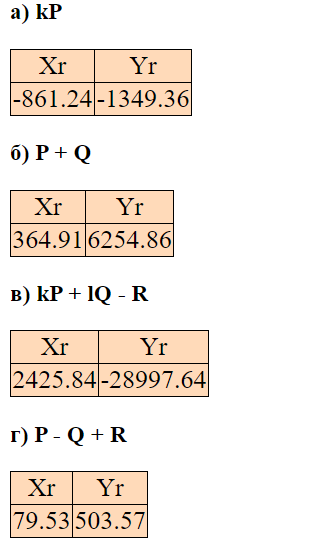 а) kP
Xr Yr
-861.24 -1349.36
б) P + Q
Xr Yr
364.91 6254.86
в) kP + lQ - R
Xr Yr
2425.84 -28997.64
г) P - Q + R
Xr Yr
79.53 503.57